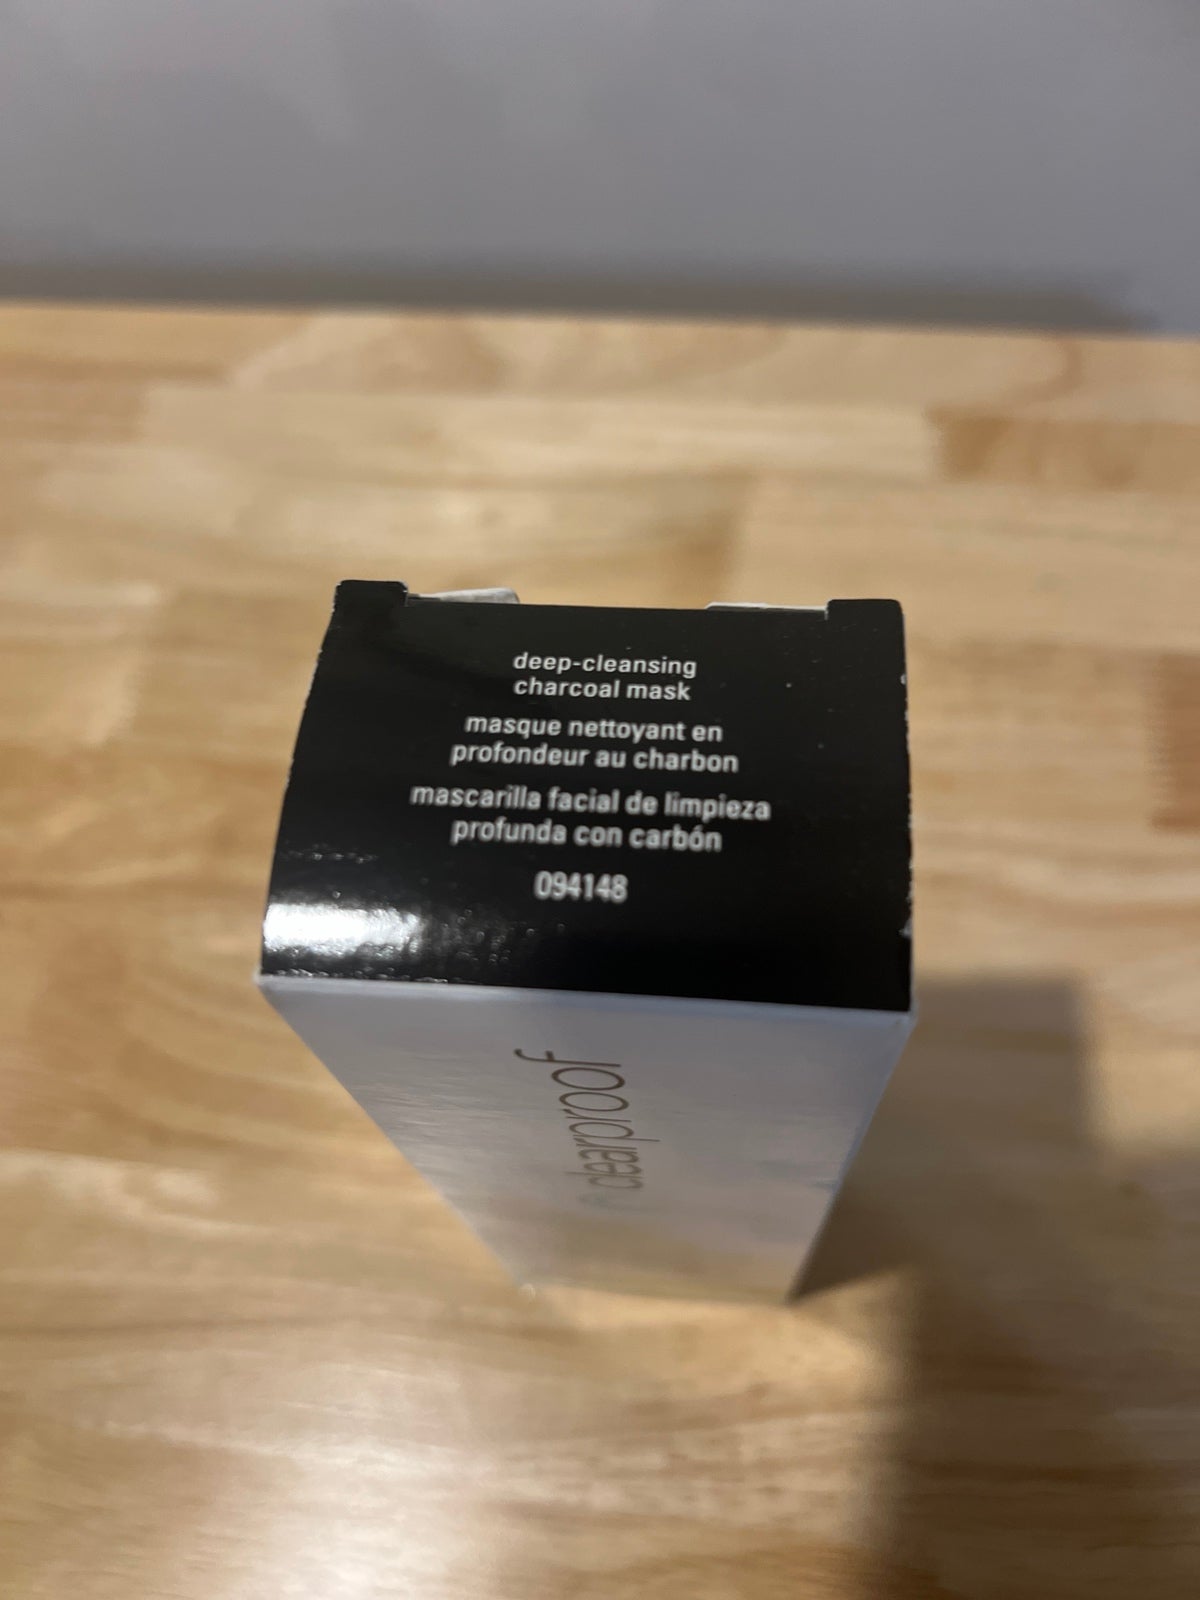 deep-cleansing
charcoal mask
masque nettoyant en
profondeur au charbon
mascarilla facial de limpieza
profunda con carbón
094148
clearproof